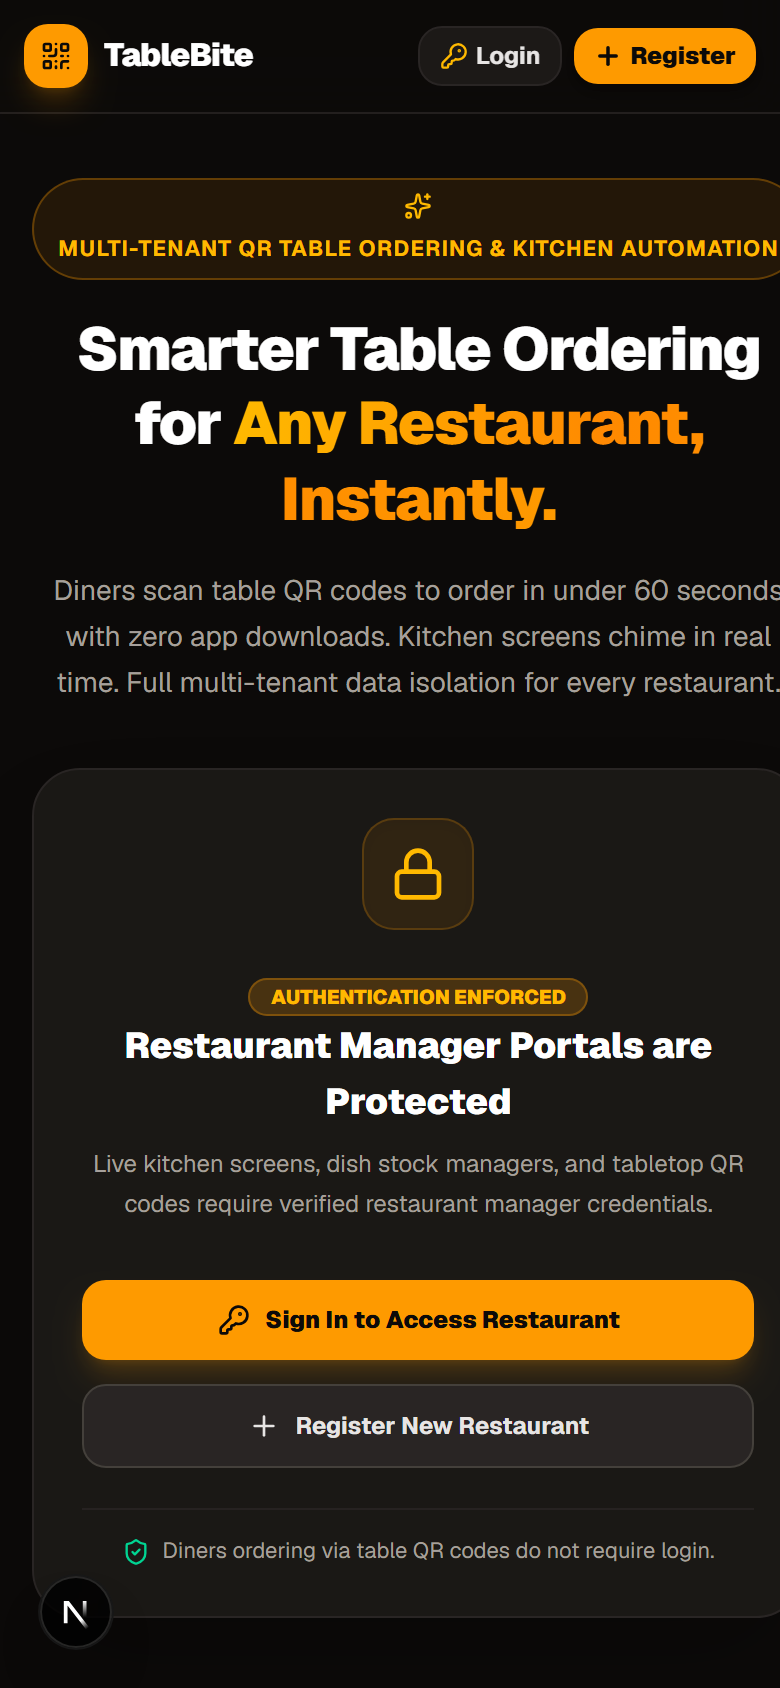 TableBite
Login
Register
MULTI-TENANT QR TABLE ORDERING & KITCHEN AUTOMATION
Smarter Table Ordering
for Any Restaurant,
Instantly.
Diners scan table QR codes to order in under 60 seconds
with zero app downloads. Kitchen screens chime in real
time. Full multi-tenant data isolation for every restaurant.
AUTHENTICATION ENFORCED
Restaurant Manager Portals are
Protected
Live kitchen screens, dish stock managers, and tabletop QR
codes require verified restaurant manager credentials.
Sign In to Access Restaurant
Register New Restaurant
Diners ordering via table QR codes do not require login.
N